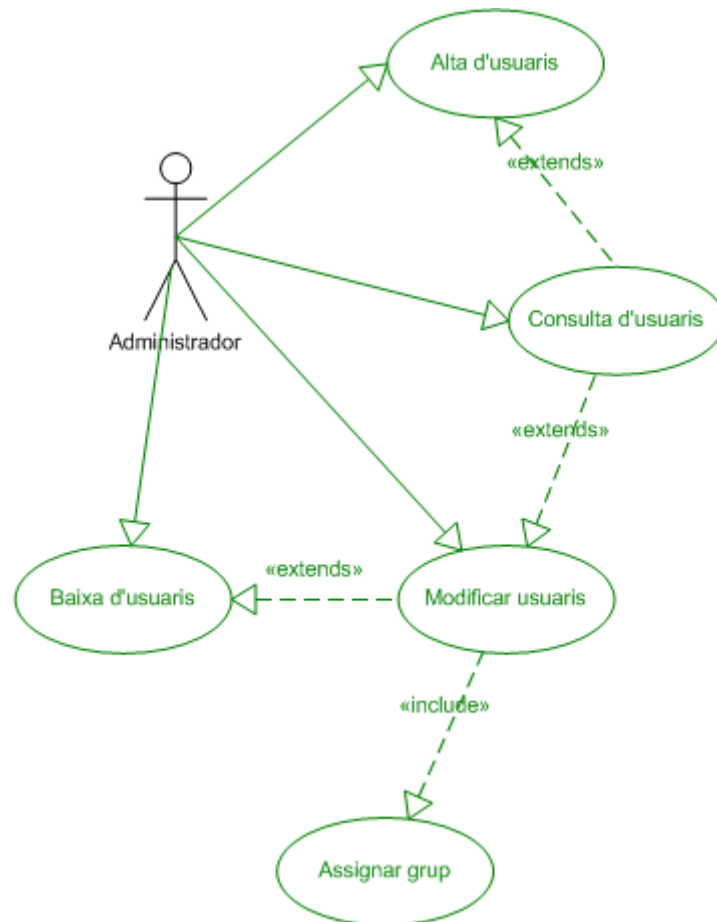 Alta d'usuaris
«extends»
Consulta d'usuaris
Administrador
«extends»
«extends»
Baixa d'usuaris
Modificar usuaris
«include»
Assignar grup